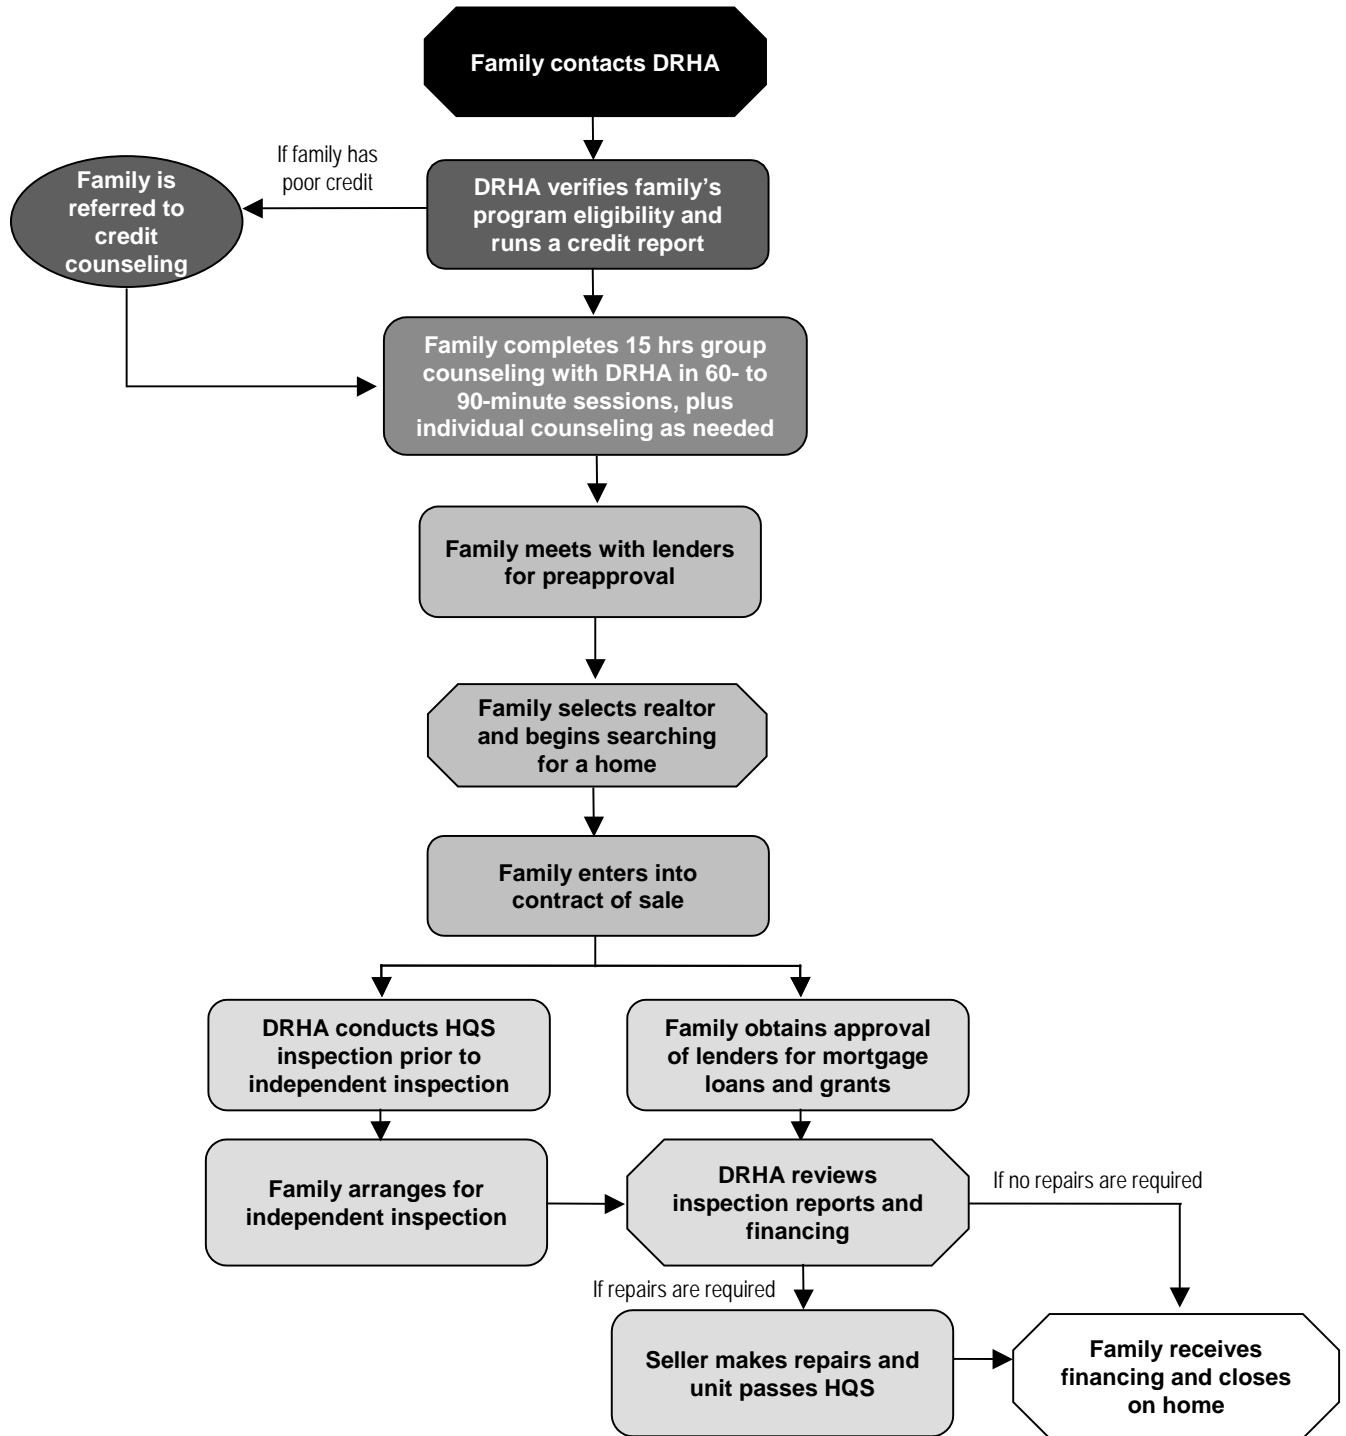 Family contacts DRHA
If family has
poor credit
Family is
referred to
credit
counseling
DRHA verifies family’s
program eligibility and
runs a credit report
Family completes 15 hrs group
counseling with DRHA in 60- to
90-minute sessions, plus
individual counseling as needed
Family meets with lenders
for preapproval
Family selects realtor
and begins searching
for a home
Family enters into
contract of sale
DRHA conducts HQS
inspection prior to
independent inspection
Family obtains approval
of lenders for mortgage
loans and grants
Family arranges for
independent inspection
DRHA reviews
inspection reports and
financing
If no repairs are required
If repairs are required
Seller makes repairs and
unit passes HQS
Family receives
financing and closes
on home